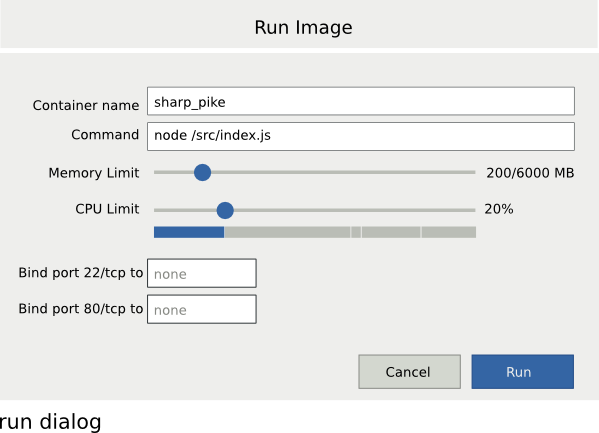 Run Image
Container name
sharp_pike
Command
node /src/index.js
Memory Limit
200/6000 MB
CPU Limit
20%
Bind port 22/tcp to
none
Bind port 80/tcp to
none
Cancel
Run
run dialog